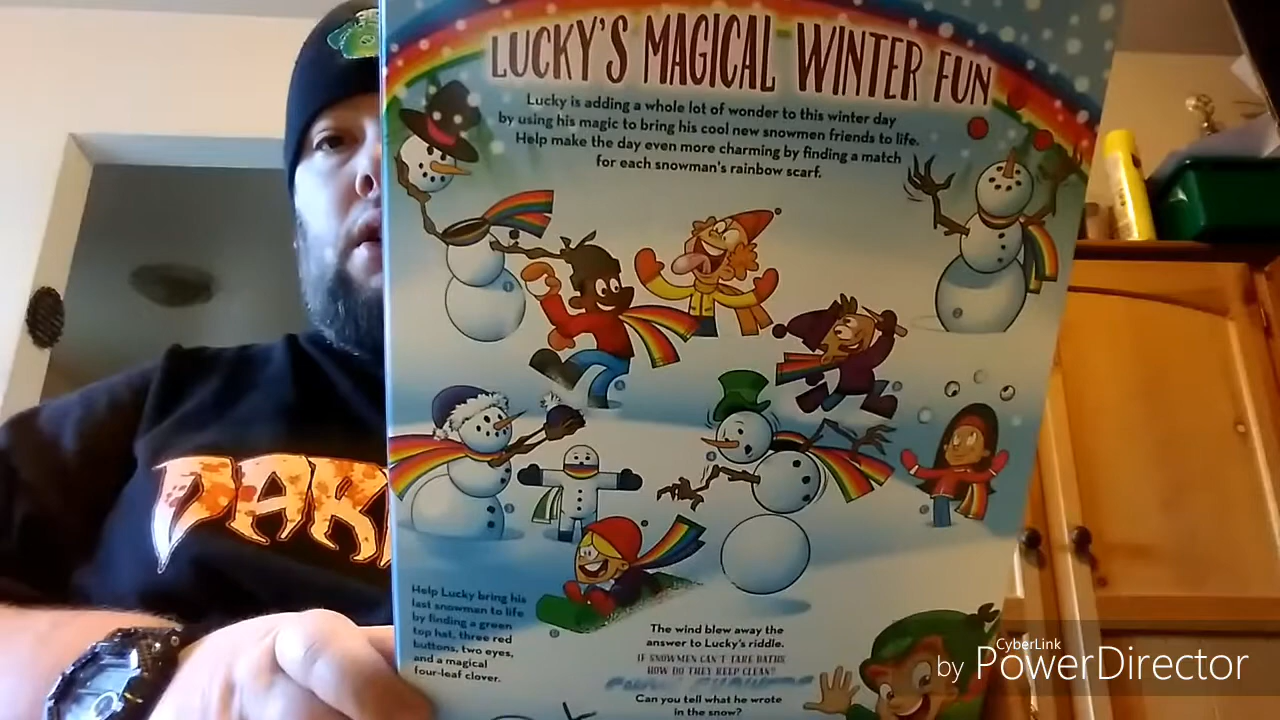 LUCKY'S MAGICAL WINTER FUN
Lucky is adding a whole lot of wonder to this winter day
by using his magic to bring his cool new snowmen friends to life.
Help make the day even more charming by finding a match
for each snowman's rainbow scarf.
DARK
Help Lucky bring his
last snowman to life
by finding a green
top hat, three red
buttons, two eyes,
and a magical
four-leaf clover.
The wind blew away the
answer to Lucky's riddle.
IF SNOWMEN CAN'T TAKE BATHS
HOW DO THEY KEEP CLEAN?
Can you tell what he wrote
in the snow?
CyberLink
by PowerDirector